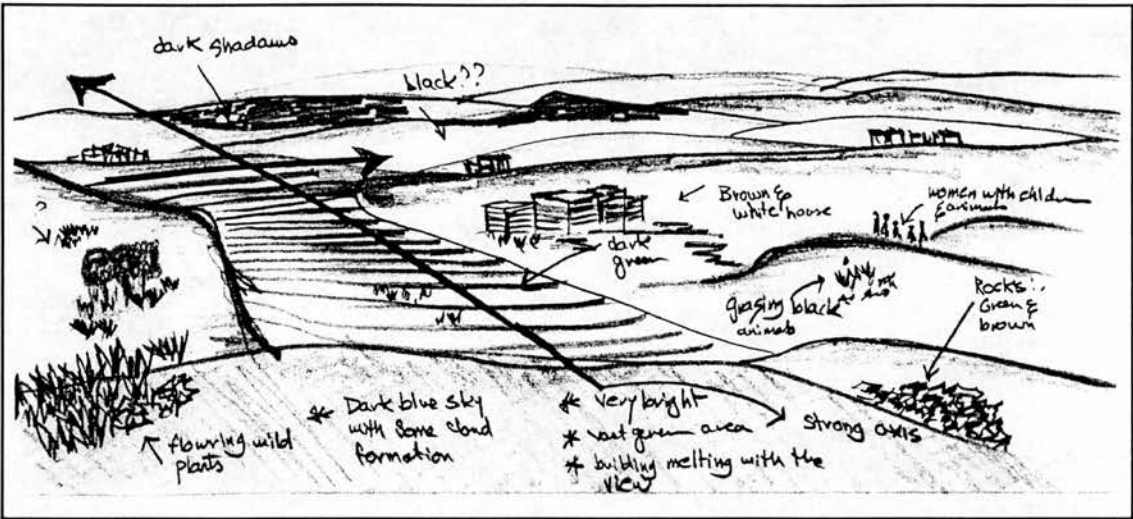 dark shadows
black??
?
Brown &
white house
women with children
& animals
dark
green
grasing black
animals
Rocks!.
Green &
brown
flowring wild
plants
* Dark blue sky
with some cloud
formation
* very bright
* vast green area
* building melting with the
view
strong axis